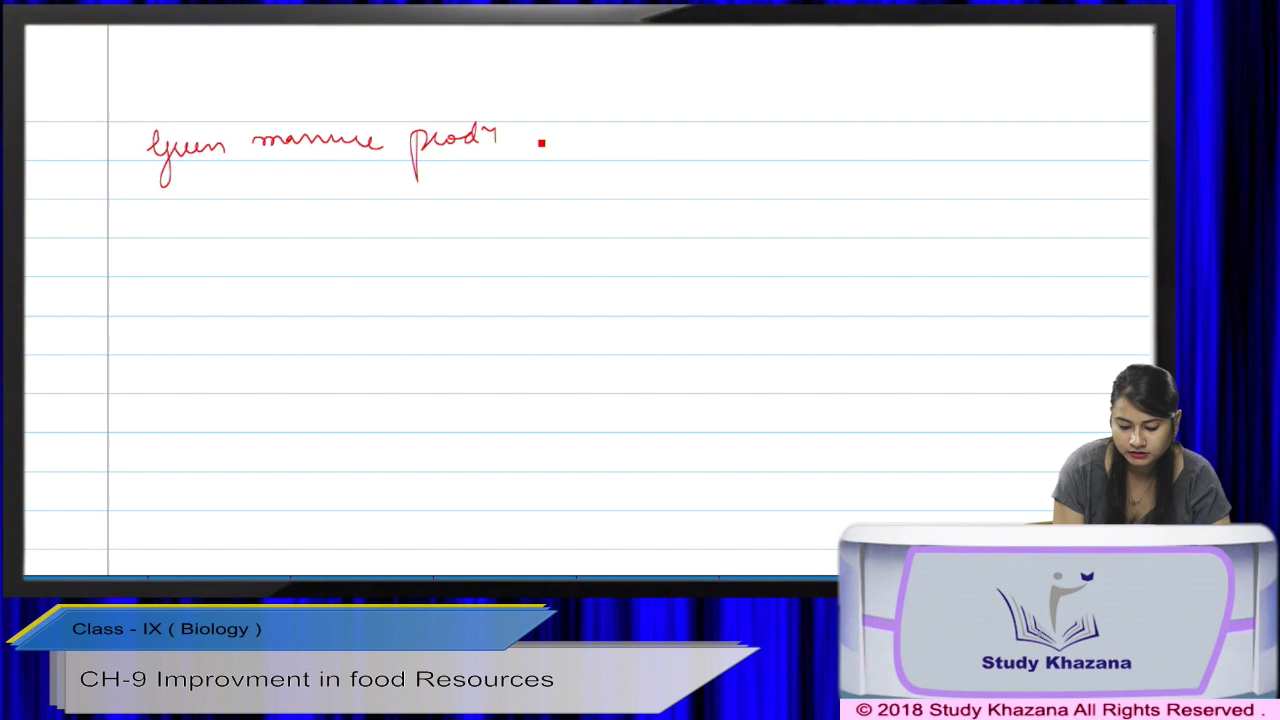 Green manure prodn
Class - IX ( Biology )
CH-9 Improvment in food Resources
Study Khazana
© 2018 Study Khazana All Rights Reserved .